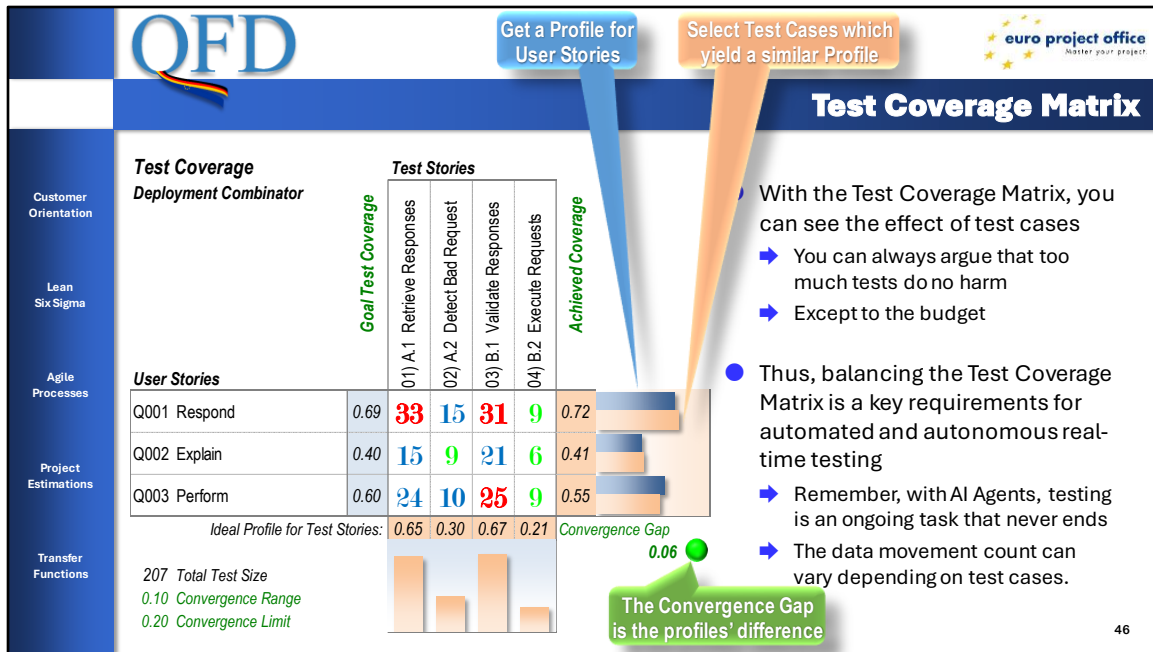 QFD
Get a Profile for
User Stories
Select Test Cases which
yield a similar Profile
euro project office
Master your project.
Test Coverage Matrix
Customer
Orientation
Lean
Six Sigma
Agile
Processes
Project
Estimations
Transfer
Functions
Test Coverage
Deployment Combinator
Test Stories
Goal Test Coverage
01) A.1 Retrieve Responses
02) A.2 Detect Bad Request
03) B.1 Validate Responses
04) B.2 Execute Requests
Achieved Coverage
User Stories
Q001 Respond 0.69 33 15 31 9 0.72
Q002 Explain 0.40 15 9 21 6 0.41
Q003 Perform 0.60 24 10 25 9 0.55
Ideal Profile for Test Stories: 0.65 0.30 0.67 0.21 Convergence Gap
0.06
207 Total Test Size
0.10 Convergence Range
0.20 Convergence Limit
The Convergence Gap
is the profiles' difference
With the Test Coverage Matrix, you
can see the effect of test cases
You can always argue that too
much tests do no harm
Except to the budget
Thus, balancing the Test Coverage
Matrix is a key requirements for
automated and autonomous real-
time testing
Remember, with AI Agents, testing
is an ongoing task that never ends
The data movement count can
vary depending on test cases.
46